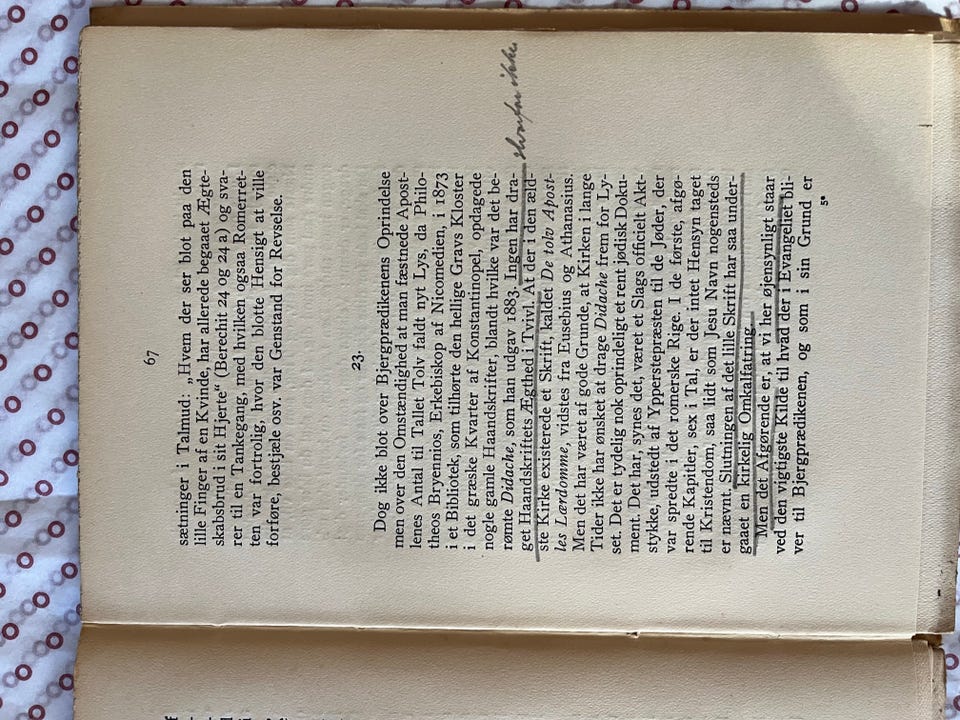 67
sætninger i Talmud: „Hvem der ser blot paa den
lille Finger af en Kvinde, har allerede begaaet Ægte-
skabsbrud i sit Hjerte“ (Berechit 24 og 24 a) og sva-
rer til en Tankegang, med hvilken ogsaa Romerret-
ten var fortrolig, hvor den blotte Hensigt at ville
forføre, bestjæle osv. var Genstand for Revselse.
23.
Dog ikke blot over Bjergprædikenens Oprindelse
men over den Omstændighed at man fæstnede Apost-
lenes Antal til Tallet Tolv faldt nyt Lys, da Philo-
theos Bryennios, Erkebiskop af Nicomedien, i 1873
i et Bibliotek, som tilhørte den hellige Gravs Kloster
i det græske Kvarter af Konstantinopel, opdagede
nogle gamle Haandskrifter, blandt hvilke var det be-
rømte Didache, som han udgav 1883. Ingen har dra-
get Haandskriftets Ægthed i Tvivl. At der i den æld-
ste Kirke existerede et Skrift, kaldet De tolv Apost-
les Lærdomme, vidstes fra Eusebius og Athanasius.
Men det har været af gode Grunde, at Kirken i lange
Tider ikke har ønsket at drage Didache frem for Ly-
set. Det er tydelig nok oprindeligt et rent jødisk Doku-
ment. Det har, synes det, været et Slags officielt Akt-
stykke, udstedt af Ypperstepræsten til de Jøder, der
var spredte i det romerske Rige. I de første, afgø-
rende Kapitler, sex i Tal, er der intet Hensyn taget
til Kristendom, saa lidt som Jesu Navn nogensteds
er nævnt. Slutningen af det lille Skrift har saa under-
gaaet en kirkelig Omkalfatring.
Men det Afgørende er, at vi her øjensynligt staar
ved den vigtigste Kilde til hvad der i Evangeliet bli-
ver til Bjergprædikenen, og som i sin Grund er
5*
hvorfor ikke